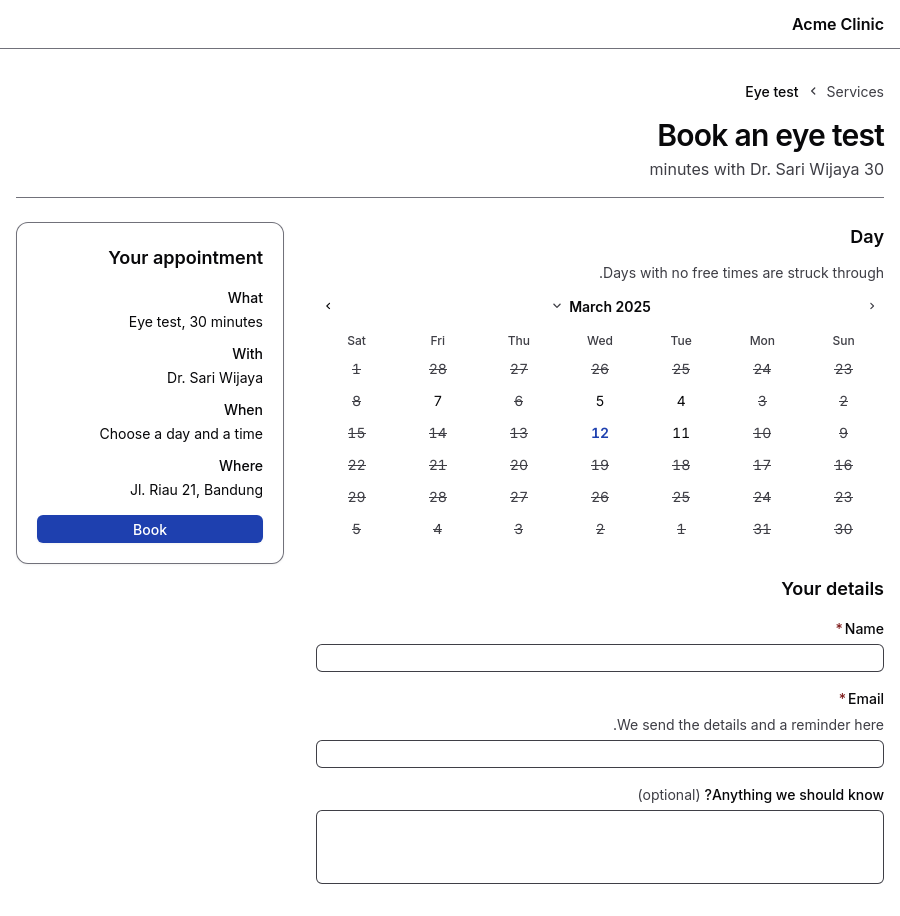 Acme Clinic
Eye test Services
Book an eye test
minutes with Dr. Sari Wijaya 30
Day
.Days with no free times are struck through
March 2025
Sat Fri Thu Wed Tue Mon Sun
1 28 27 26 25 24 23
8 7 6 5 4 3 2
15 14 13 12 11 10 9
22 21 20 19 18 17 16
29 28 27 26 25 24 23
5 4 3 2 1 31 30
Your details
*Name
*Email
.We send the details and a reminder here
(optional) ?Anything we should know
Your appointment
What
Eye test, 30 minutes
With
Dr. Sari Wijaya
When
Choose a day and a time
Where
Jl. Riau 21, Bandung
Book